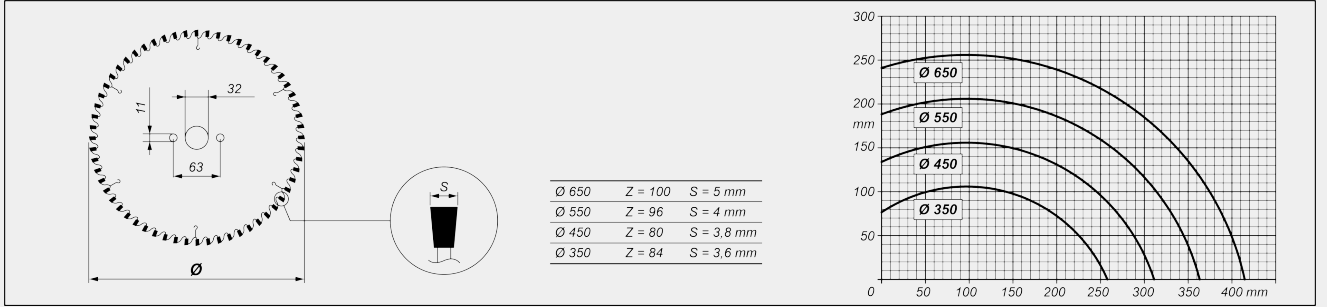 32
11
63
Ø
S
Ø 650 Z = 100 S = 5 mm
Ø 550 Z = 96 S = 4 mm
Ø 450 Z = 80 S = 3,8 mm
Ø 350 Z = 84 S = 3,6 mm
300
250
200
mm
150
100
50
Ø 650
Ø 550
Ø 450
Ø 350
0 50 100 150 200 250 300 350 400 mm